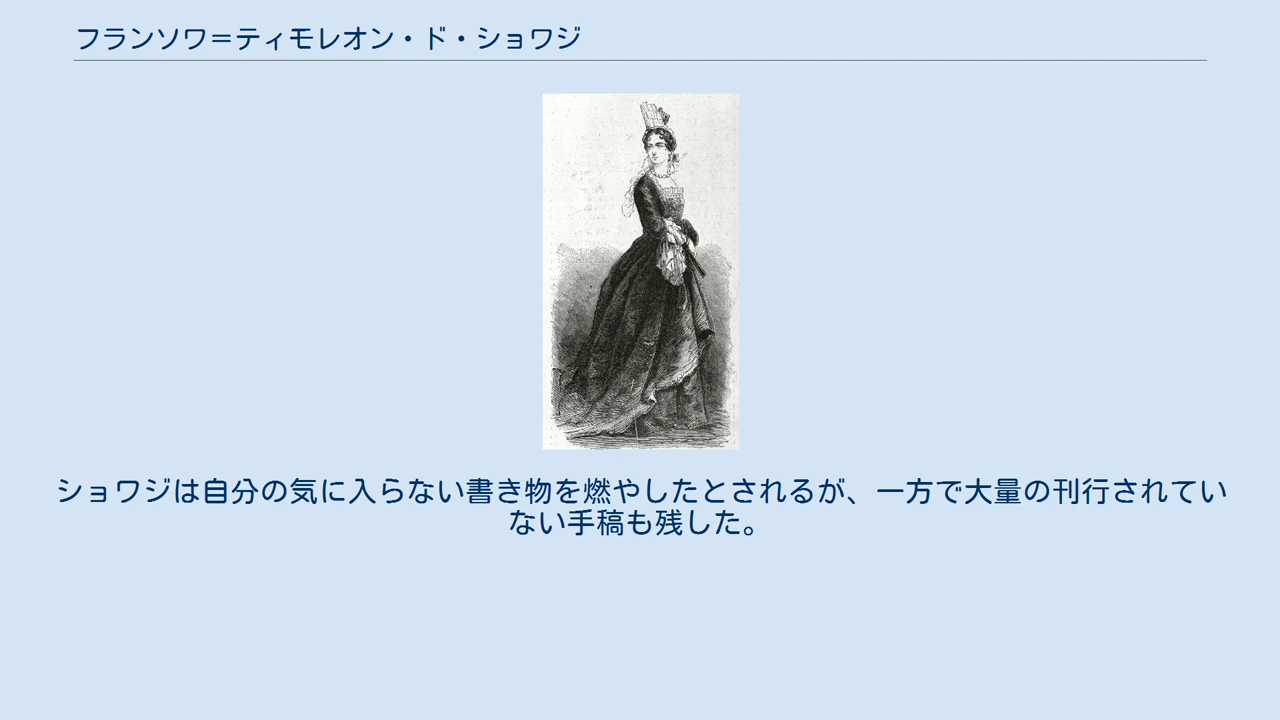 フランソワ＝ティモレオン・ド・ショワジ
ショワジは自分の気に入らない書き物を燃やしたとされるが、一方で大量の刊行されてい
ない手稿も残した。